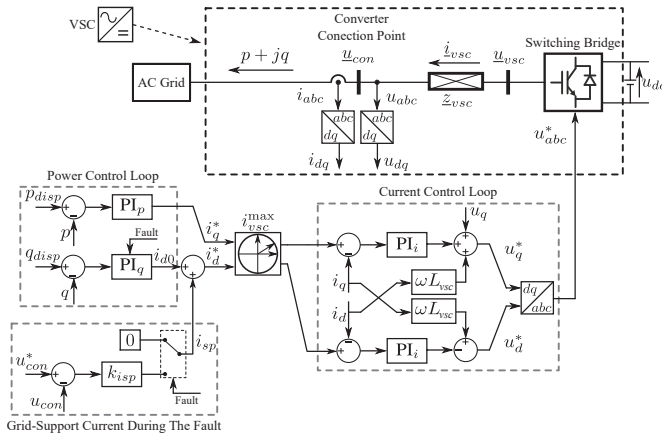 VSC
Converter
Conection Point
Switching Bridge
p + jq
u_con
i_vsc
u_vsc
AC Grid
z_vsc
u_dc
i_abc
u_abc
abc
dq
abc
dq
u*_abc
i_dq
u_dq
Power Control Loop
Current Control Loop
p_disp
+
−
PI_p
p
Fault
i*_q
i^max_vsc
q_disp
+
−
PI_q
i_d0
+
+
i*_d
q
u_q
+
−
PI_i
+
+
+
u*_q
i_q
ωL_vsc
dq
abc
i_d
ωL_vsc
−
+
PI_i
−
+
u*_d
0
i_sp
u*_con
+
−
k_isp
u_con
Fault
Grid-Support Current During The Fault